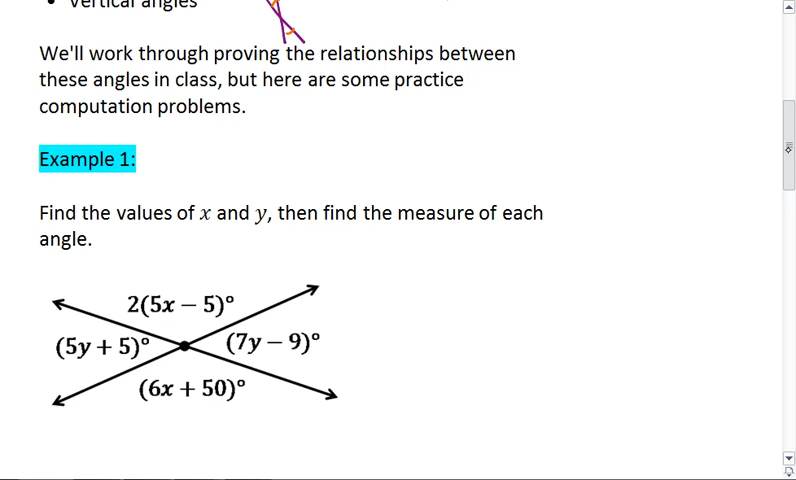 • Vertical angles
We'll work through proving the relationships between
these angles in class, but here are some practice
computation problems.
Example 1:
Find the values of x and y, then find the measure of each
angle.
2(5x − 5)°
(5y + 5)° (7y − 9)°
(6x + 50)°